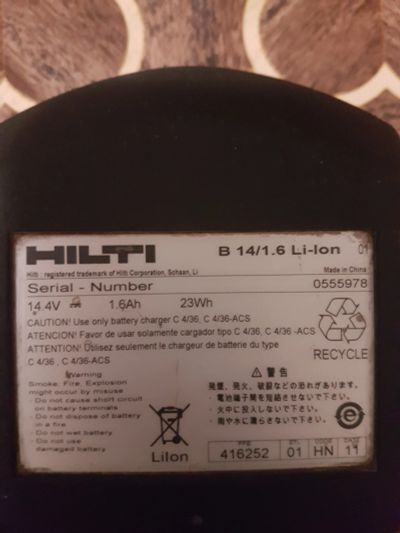 HILTI B 14/1.6 Li-Ion 01
Hilti : registered trademark of Hilti Corporation, Schaan, Li Made in China
Serial - Number 0555978
14.4V 1.6Ah 23Wh
CAUTION! Use only battery charger C 4/36, C 4/36-ACS
ATENCIÓN! Favor de usar solamente cargador tipo C 4/36, C 4/36-ACS
ATTENTION! Utilisez seulement le chargeur de batterie du type
C 4/36 , C 4/36-ACS
RECYCLE
Warning
Smoke, Fire, Explosion
might occur by misuse
- Do not cause short circuit
on battery terminals
- Do not dispose of battery
in a fire
- Do not wet battery
- Do not use
damaged battery
LiIon
⚠ 警告
発煙、発火、破裂などの恐れがあります。
・電池端子間を短絡させないで下さい。
・火中に投入しないで下さい。
・雨や水に濡らさないで下さい。
416252 01 CODE HN DATE 11